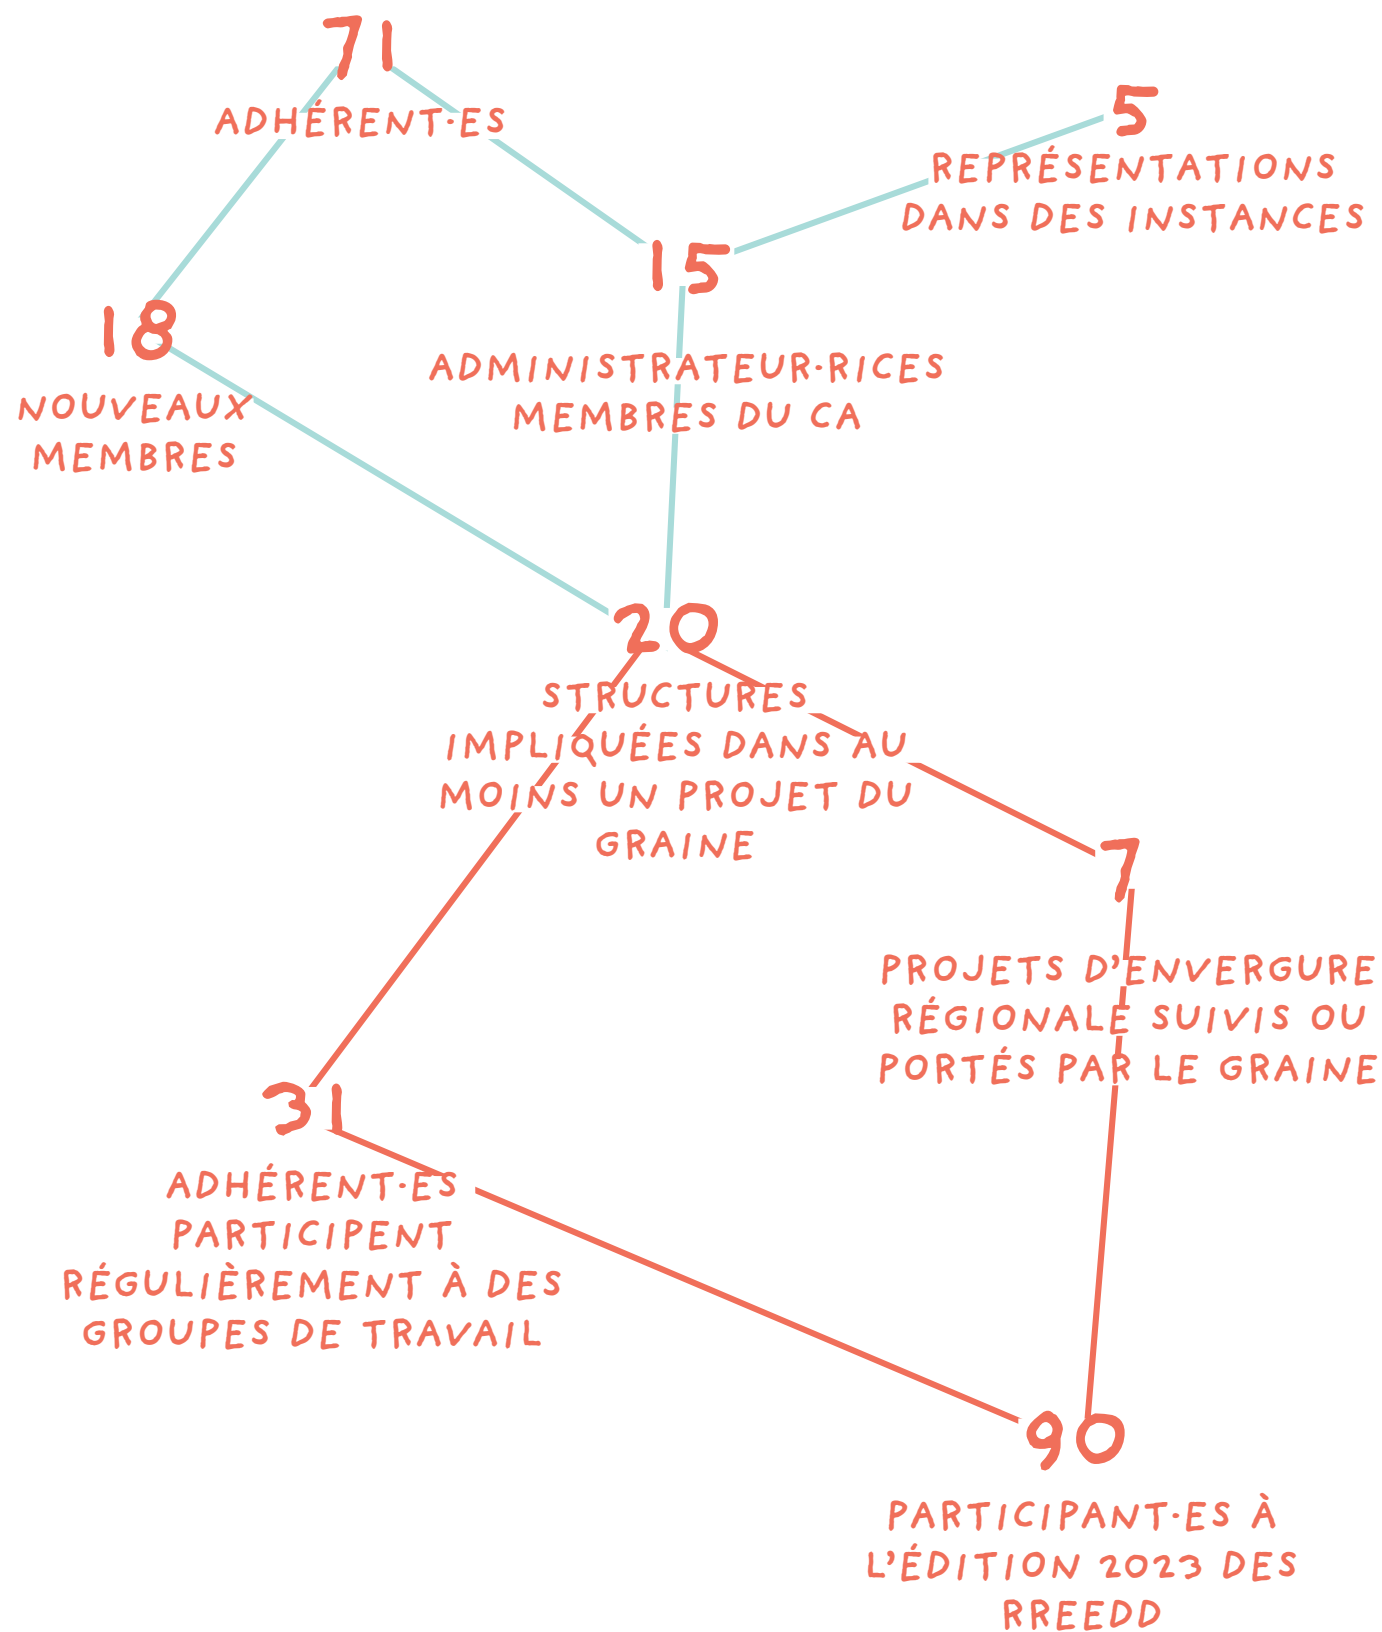 71
ADHÉRENT·ES
5
REPRÉSENTATIONS
DANS DES INSTANCES
15
ADMINISTRATEUR·RICES
MEMBRES DU CA
18
NOUVEAUX
MEMBRES
20
STRUCTURES
IMPLIQUÉES DANS AU
MOINS UN PROJET DU
GRAINE
7
PROJETS D'ENVERGURE
RÉGIONALE SUIVIS OU
PORTÉS PAR LE GRAINE
31
ADHÉRENT·ES
PARTICIPENT
RÉGULIÈREMENT À DES
GROUPES DE TRAVAIL
90
PARTICIPANT·ES À
L'ÉDITION 2023 DES
RREEDD